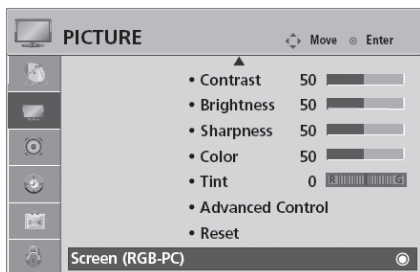 PICTURE Move Enter
• Contrast 50
• Brightness 50
• Sharpness 50
• Color 50
• Tint 0 R G
• Advanced Control
• Reset
Screen (RGB-PC)